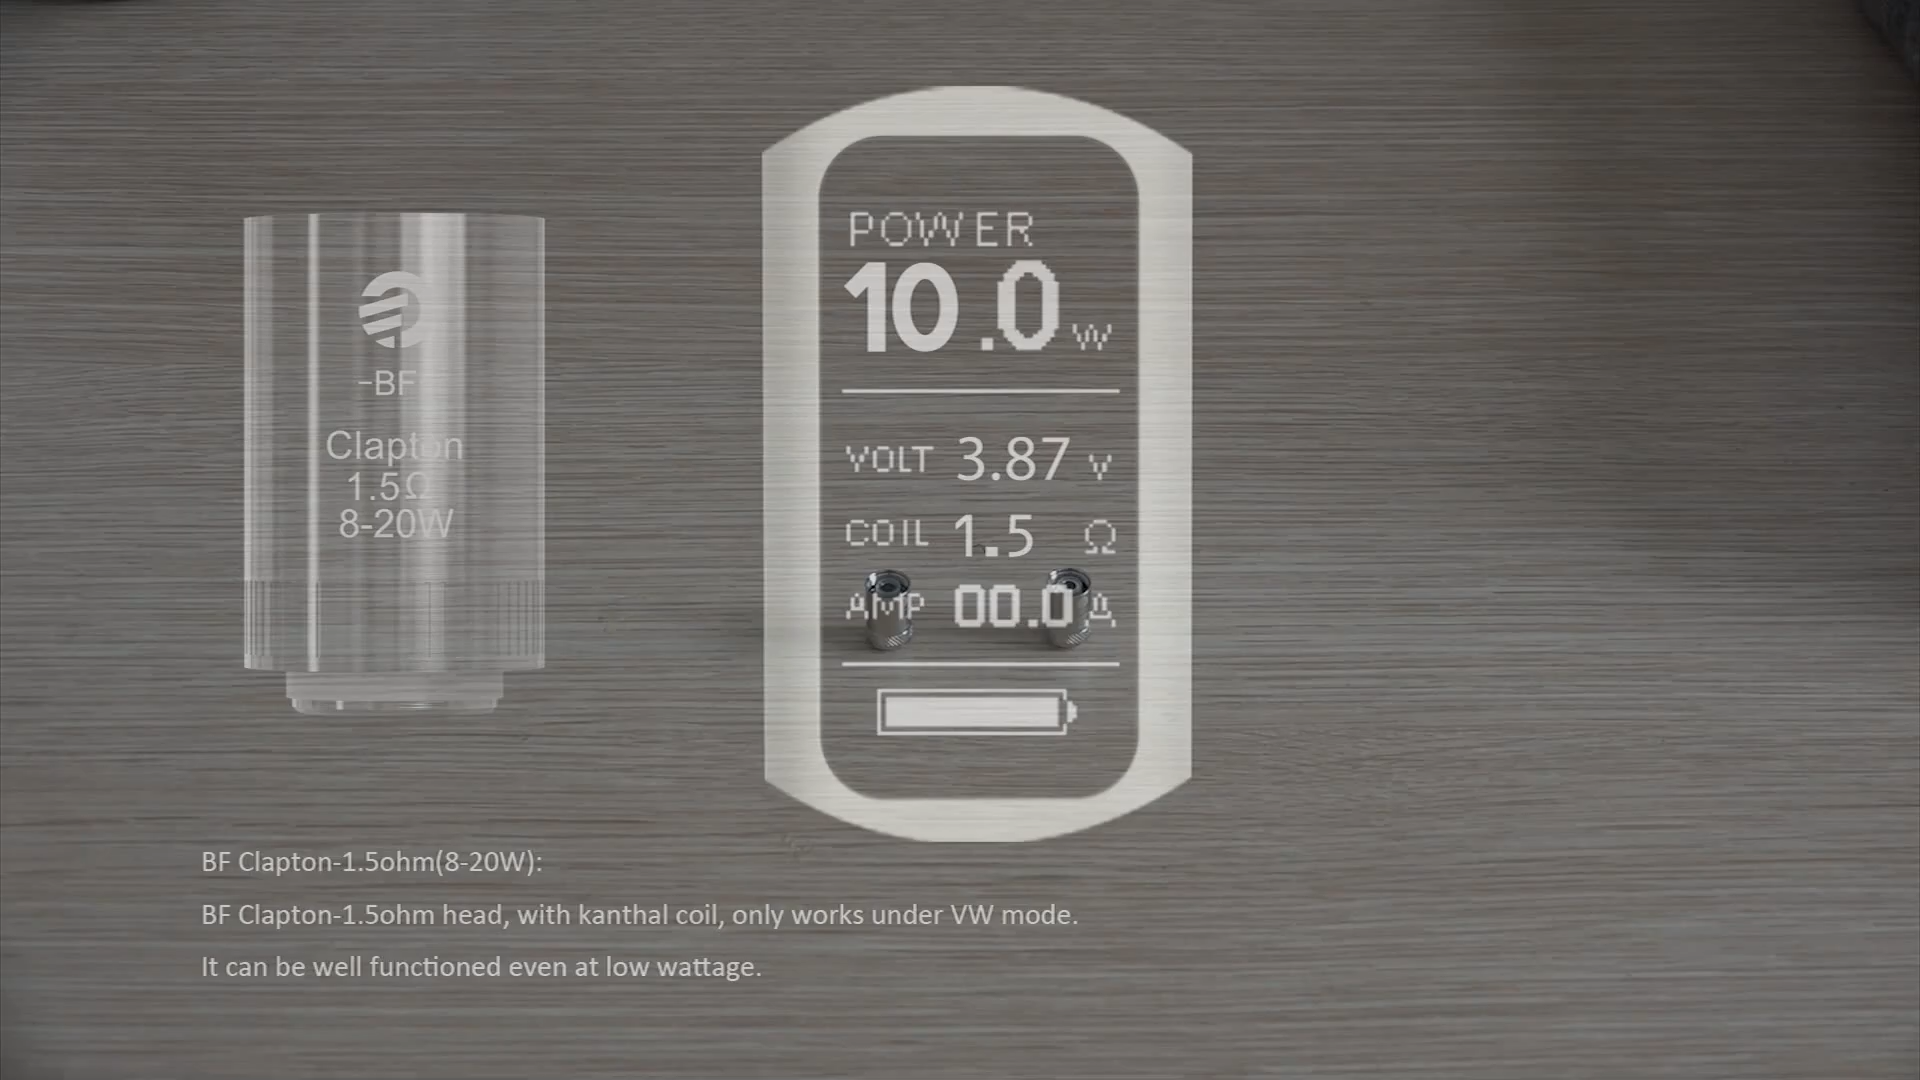 -BF
Clapton
1.5Ω
8-20W
POWER
10.0 W
VOLT 3.87 V
COIL 1.5 Ω
AMP 00.0 A
BF Clapton-1.5ohm(8-20W):
BF Clapton-1.5ohm head, with kanthal coil, only works under VW mode.
It can be well functioned even at low wattage.